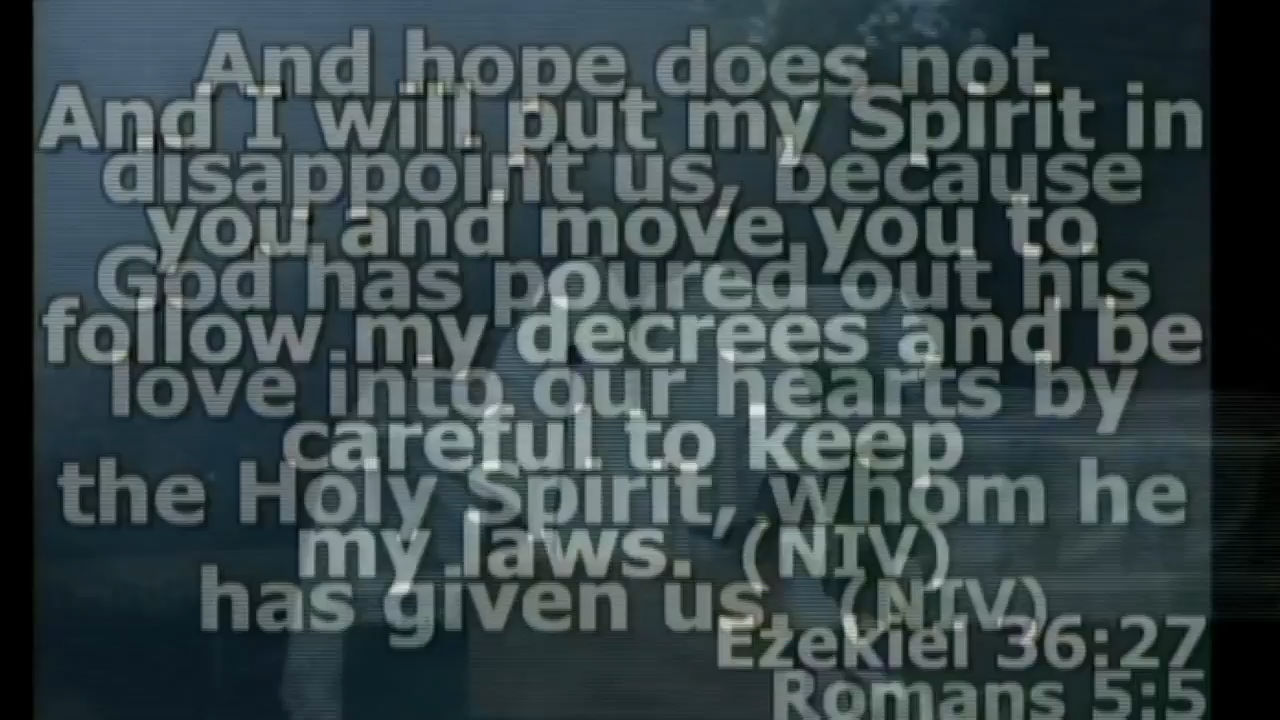 And hope does not
And I will put my Spirit in
disappoint us, because
you and move you to
God has poured out his
follow my decrees and be
love into our hearts by
careful to keep
the Holy Spirit, whom he
my laws. (NIV)
has given us. (NIV)
Ezekiel 36:27
Romans 5:5